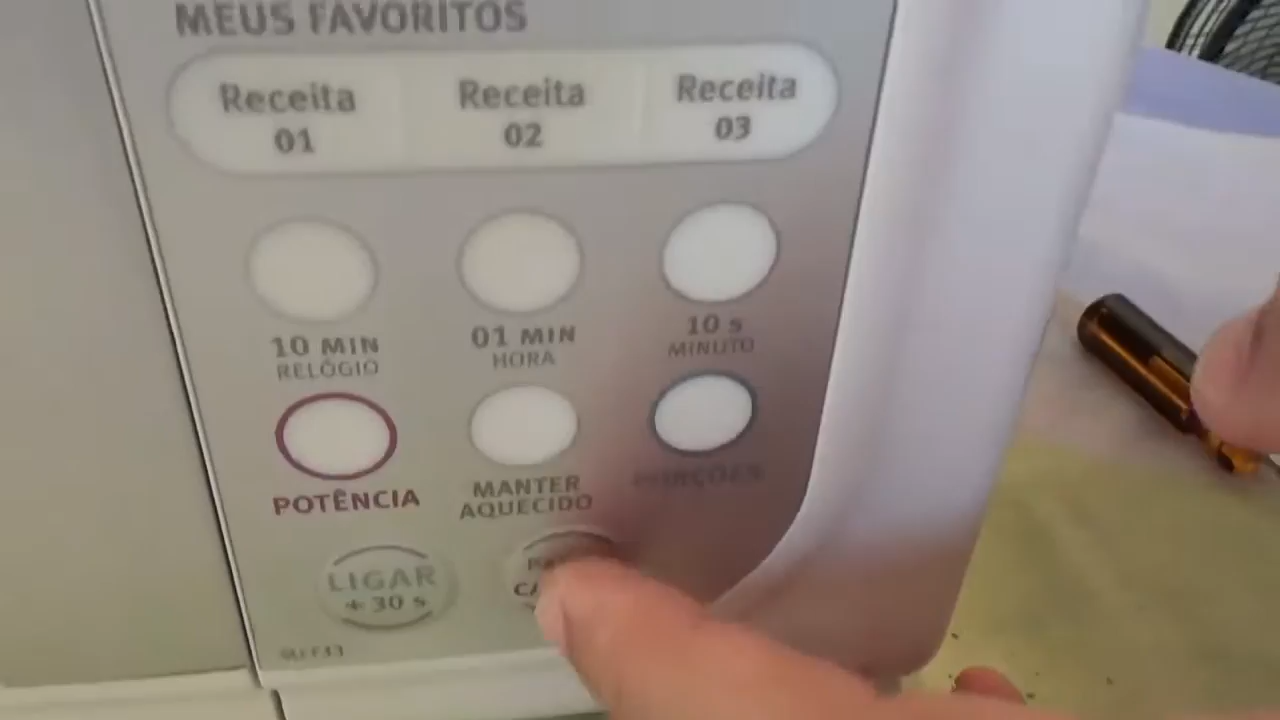 MEUS FAVORITOS
Receita Receita Receita
01 02 03
10 MIN 01 MIN 10 s
RELÓGIO HORA MINUTO
POTÊNCIA MANTER
AQUECIDO
LIGAR
+30 s